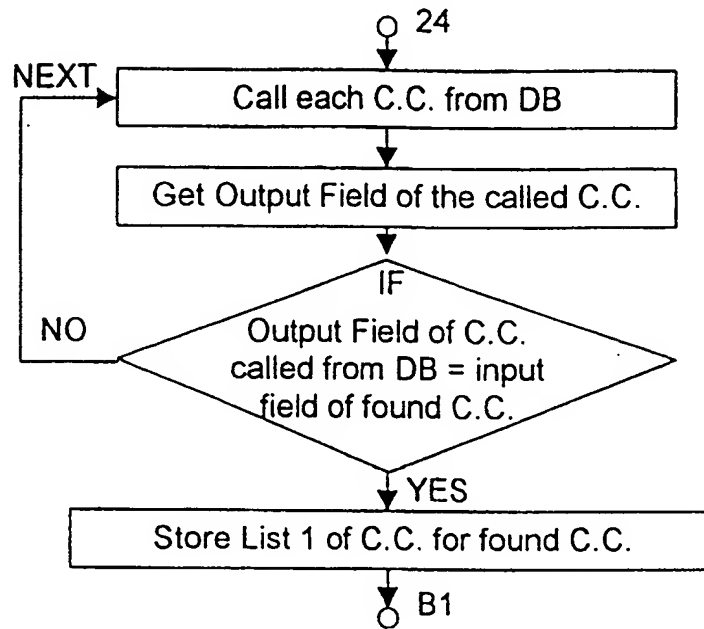 24
NEXT
Call each C.C. from DB
Get Output Field of the called C.C.
IF
NO
Output Field of C.C.
called from DB = input
field of found C.C.
YES
Store List 1 of C.C. for found C.C.
B1